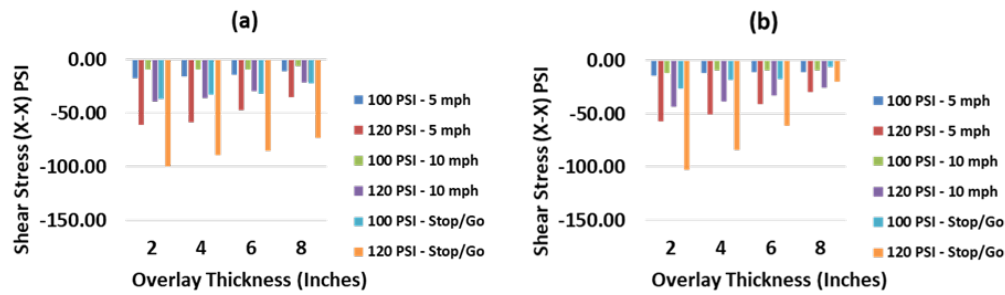 (a)
0.00
-50.00
-100.00
-150.00
Shear Stress (X-X) PSI
2 4 6 8
Overlay Thickness (Inches)
100 PSI - 5 mph
120 PSI - 5 mph
100 PSI - 10 mph
120 PSI - 10 mph
100 PSI - Stop/Go
120 PSI - Stop/Go
(b)
0.00
-50.00
-100.00
-150.00
Shear Stress (X-X) PSI
2 4 6 8
Overlay Thickness (Inches)
100 PSI - 5 mph
120 PSI - 5 mph
100 PSI - 10 mph
120 PSI - 10 mph
100 PSI - Stop/Go
120 PSI - Stop/Go